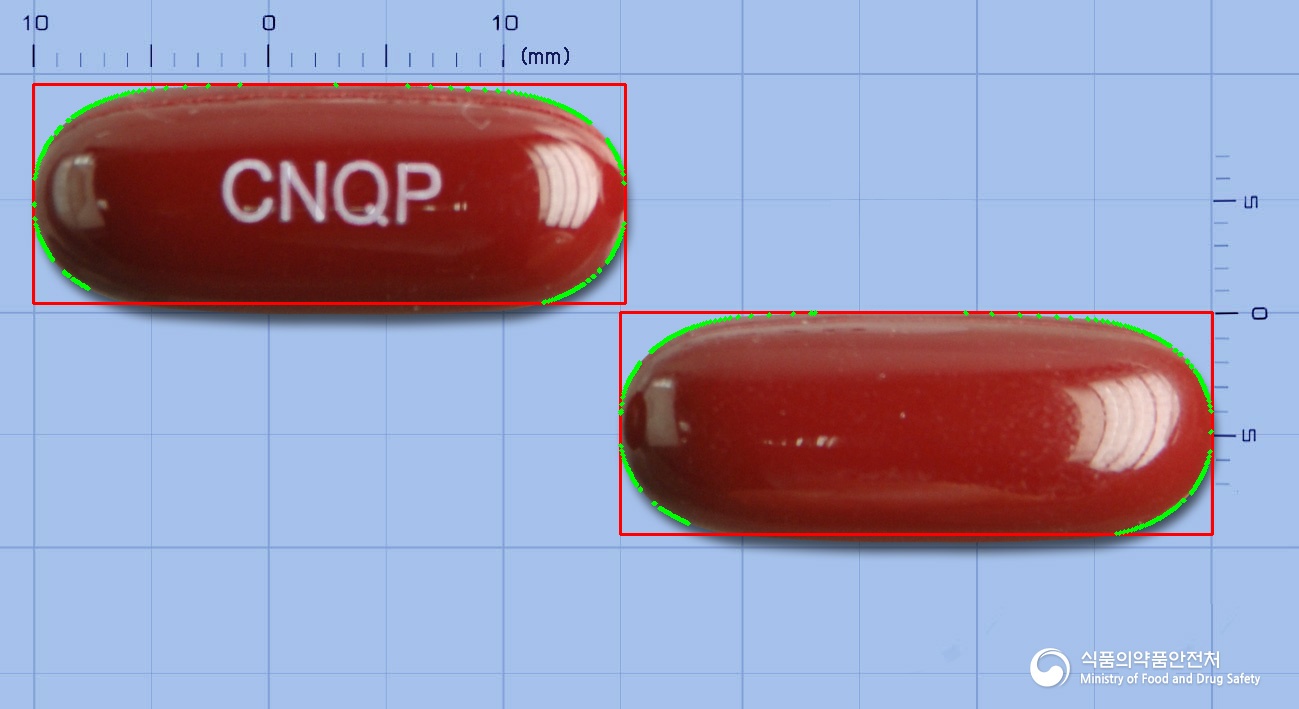 10 0 10
(mm)
CNQP
5
0
5
식품의약품안전처
Ministry of Food and Drug Safety